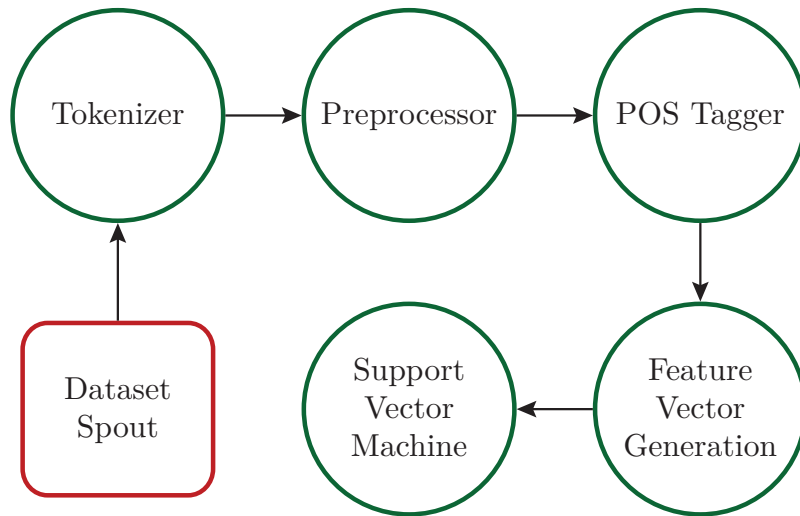 Tokenizer
Preprocessor
POS Tagger
Dataset
Spout
Support
Vector
Machine
Feature
Vector
Generation